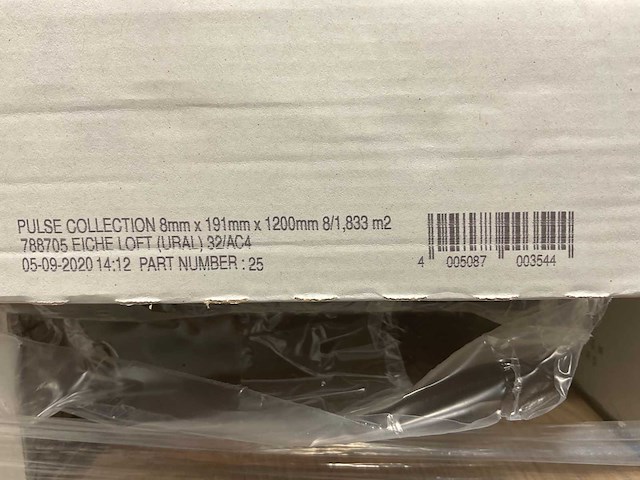 PULSE COLLECTION 8mm x 191mm x 1200mm 8/1,833 m2
788705 EICHE LOFT (URAL) 32/AC4
05-09-2020 14:12 PART NUMBER : 25
4 005087 003544